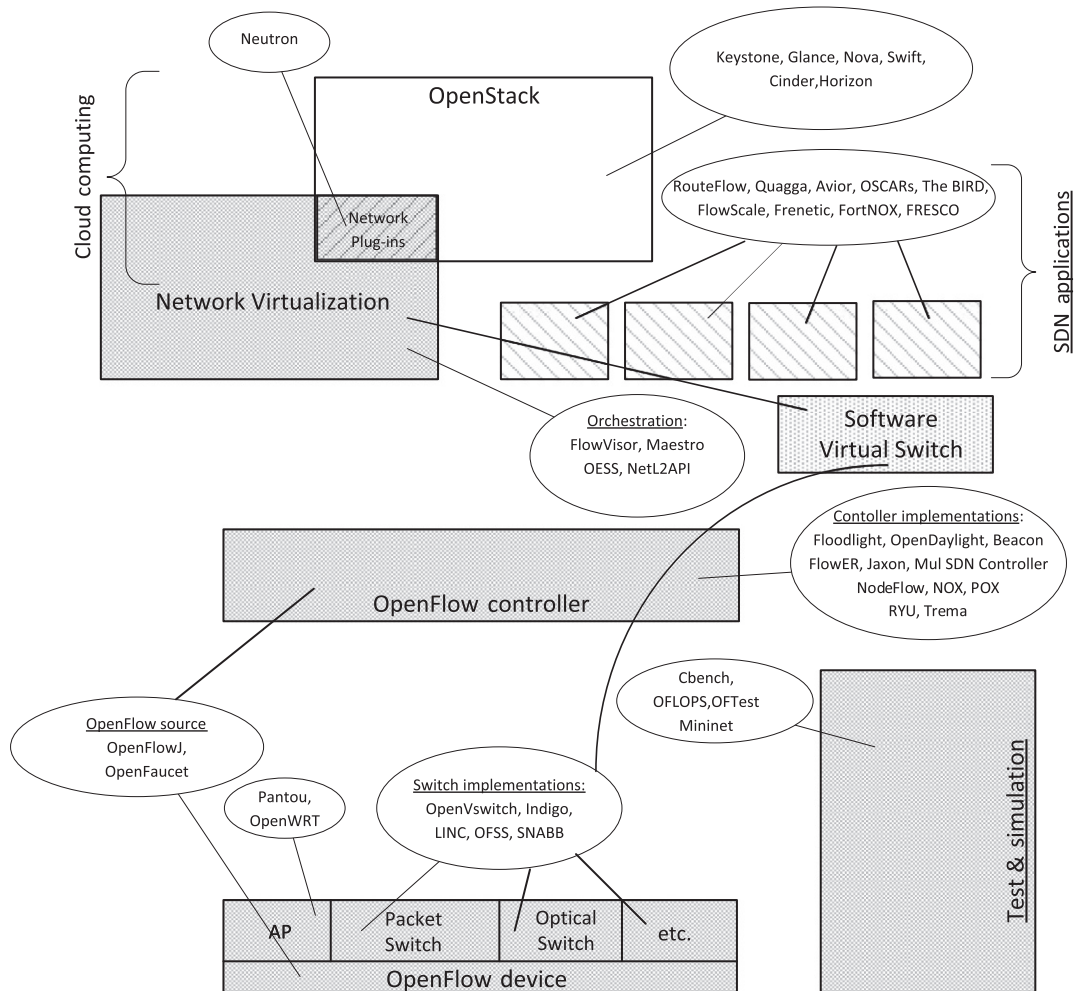 Neutron
Keystone, Glance, Nova, Swift,
Cinder,Horizon
OpenStack
Cloud computing
RouteFlow, Quagga, Avior, OSCARs, The BIRD,
FlowScale, Frenetic, FortNOX, FRESCO
SDN applications
Network
Plug-ins
Network Virtualization
Orchestration:
FlowVisor, Maestro
OESS, NetL2API
Software
Virtual Switch
Contoller implementations:
Floodlight, OpenDaylight, Beacon
FlowER, Jaxon, Mul SDN Controller
NodeFlow, NOX, POX
RYU, Trema
OpenFlow controller
Cbench,
OFLOPS,OFTest
Mininet
OpenFlow source
OpenFlowJ,
OpenFaucet
Pantou,
OpenWRT
Switch implementations:
OpenVswitch, Indigo,
LINC, OFSS, SNABB
Test & simulation
AP
Packet
Switch
Optical
Switch
etc.
OpenFlow device